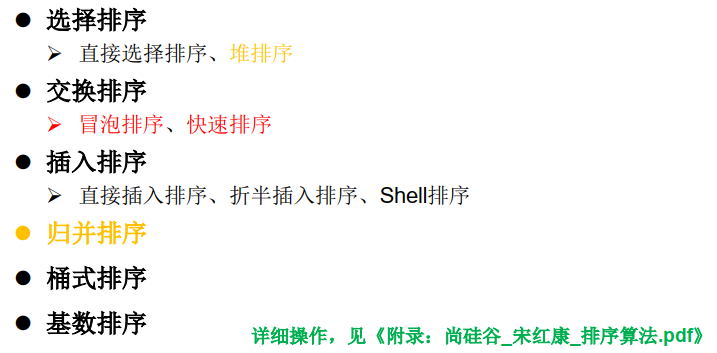 ● 选择排序
➢ 直接选择排序、堆排序
● 交换排序
➢ 冒泡排序、快速排序
● 插入排序
➢ 直接插入排序、折半插入排序、Shell排序
● 归并排序
● 桶式排序
● 基数排序
详细操作，见《附录：尚硅谷_宋红康_排序算法.pdf》